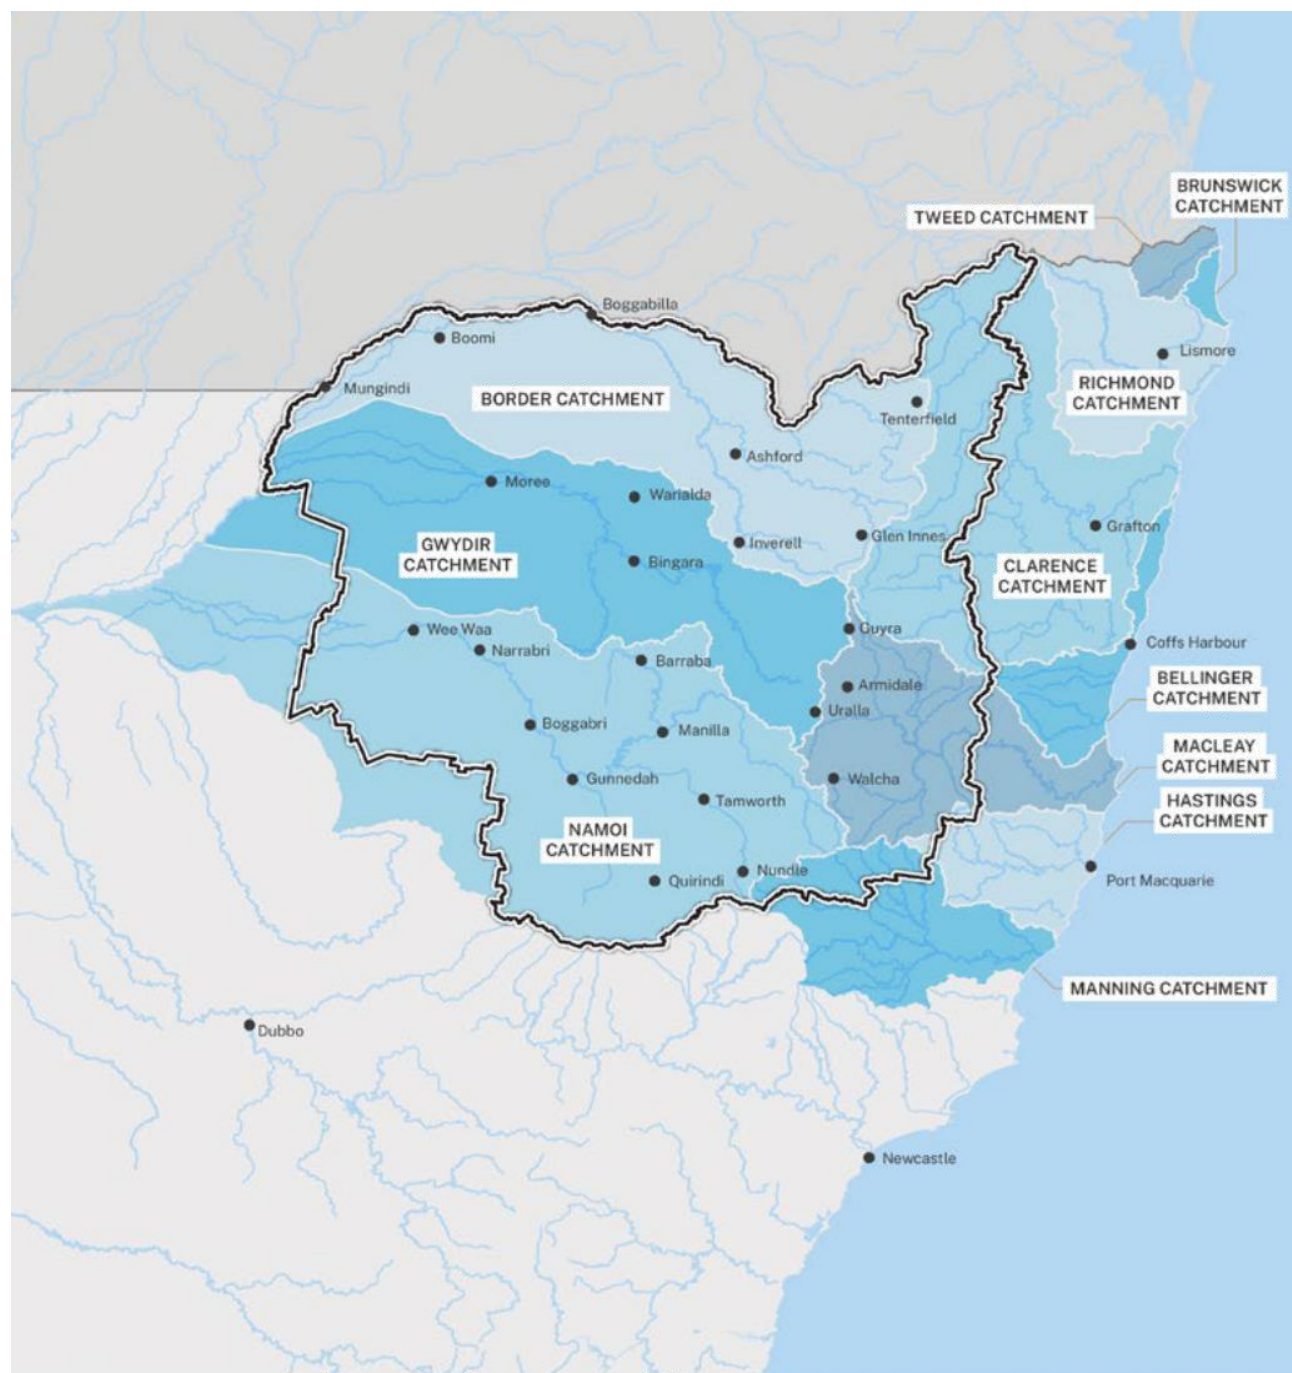 BRUNSWICK
CATCHMENT
TWEED CATCHMENT
Boggabilla
Boomi
Lismore
Mungindi
RICHMOND
CATCHMENT
BORDER CATCHMENT
Tenterfield
Ashford
Moree
Warialda
Grafton
Glen Innes
Inverell
GWYDIR
CATCHMENT
Bingara
CLARENCE
CATCHMENT
Wee Waa
Guyra
Coffs Harbour
Narrabri
Barraba
BELLINGER
CATCHMENT
Armidale
Uralla
Boggabri
Manilla
MACLEAY
CATCHMENT
Gunnedah
Walcha
Tamworth
HASTINGS
CATCHMENT
NAMOI
CATCHMENT
Nundle
Quirindi
Port Macquarie
MANNING CATCHMENT
Dubbo
Newcastle